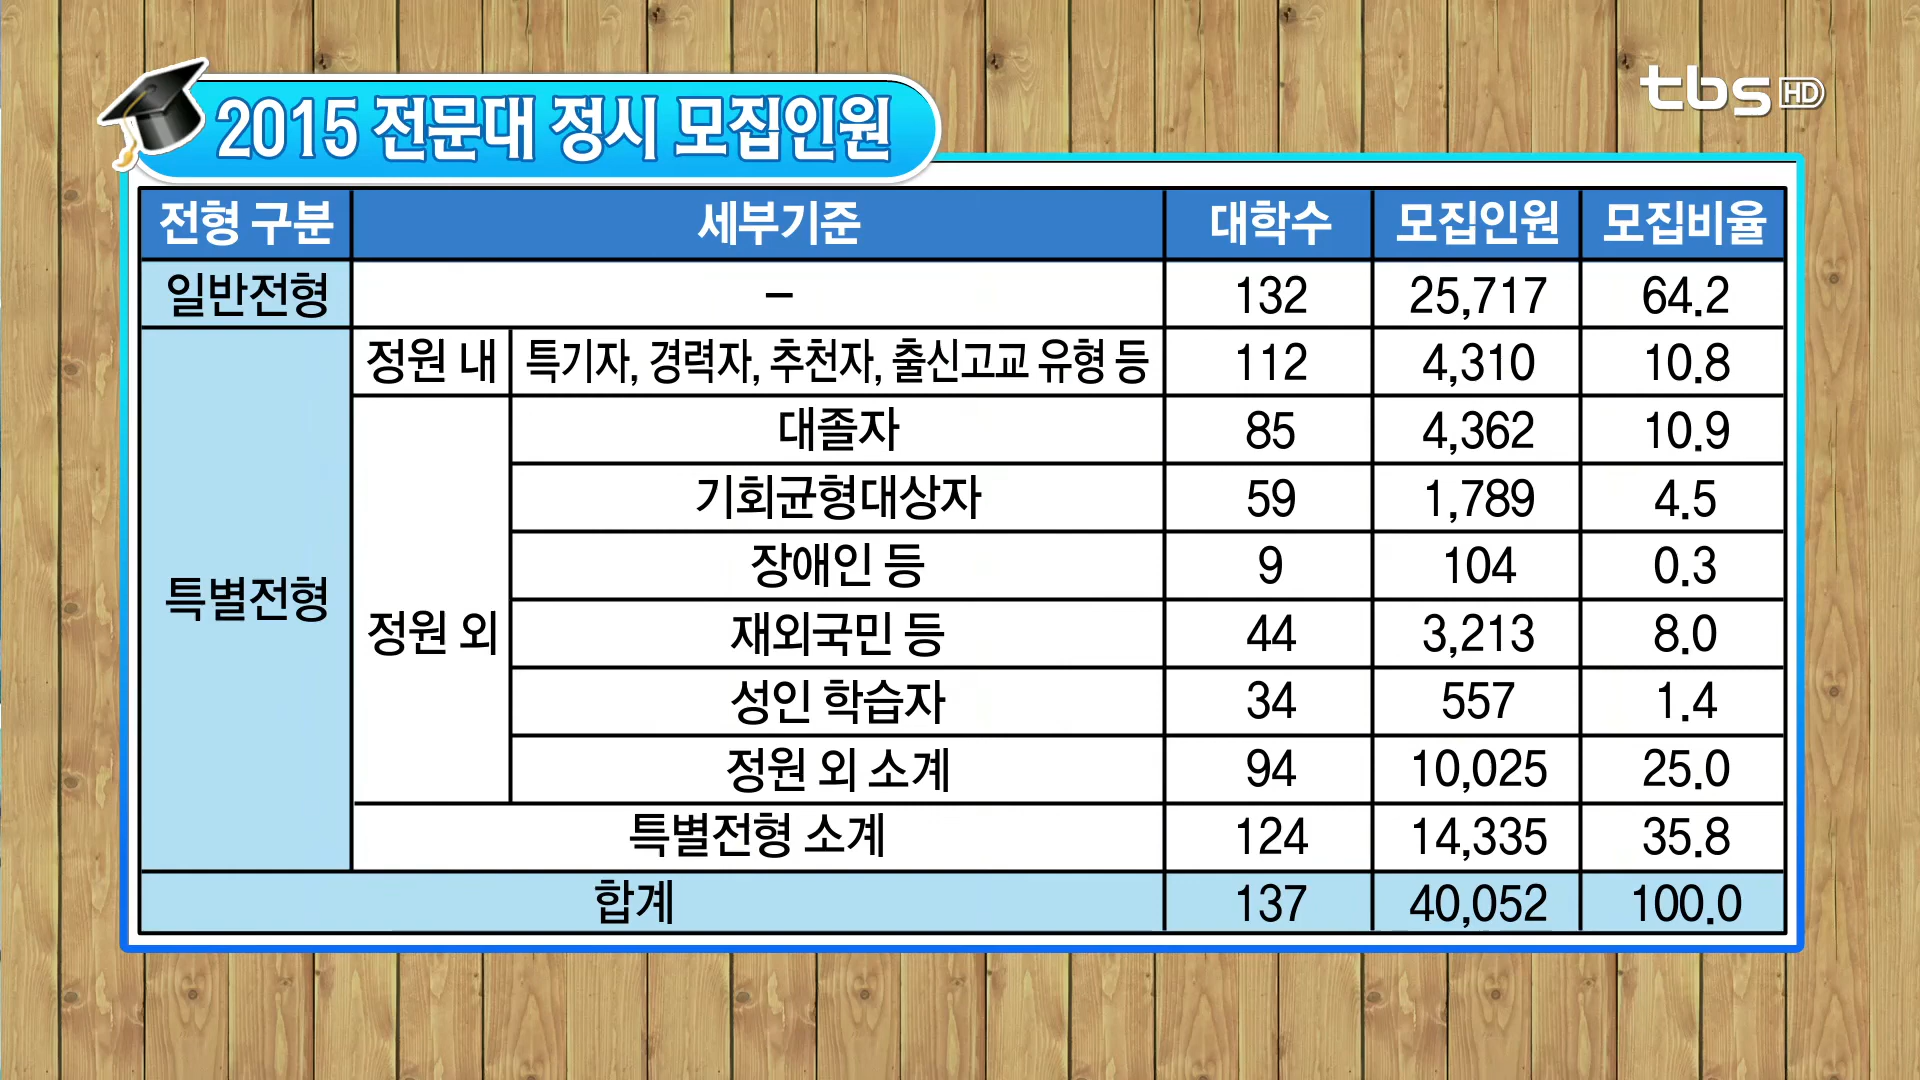 2015 전문대 정시 모집인원
tbs HD
전형 구분 세부기준 대학수 모집인원 모집비율
일반전형 – 132 25,717 64.2
특별전형 정원 내 특기자, 경력자, 추천자, 출신고교 유형 등 112 4,310 10.8
정원 외 대졸자 85 4,362 10.9
기회균형대상자 59 1,789 4.5
장애인 등 9 104 0.3
재외국민 등 44 3,213 8.0
성인 학습자 34 557 1.4
정원 외 소계 94 10,025 25.0
특별전형 소계 124 14,335 35.8
합계 137 40,052 100.0